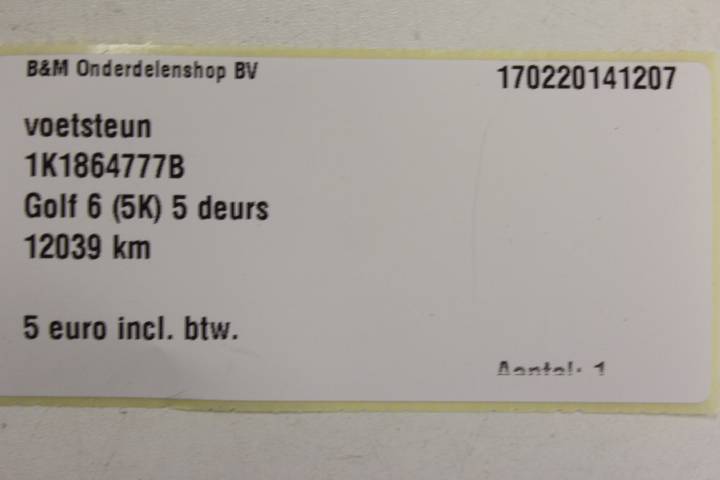 B&M Onderdelenshop BV
170220141207
voetsteun
1K1864777B
Golf 6 (5K) 5 deurs
12039 km
5 euro incl. btw.
Aantal: 1